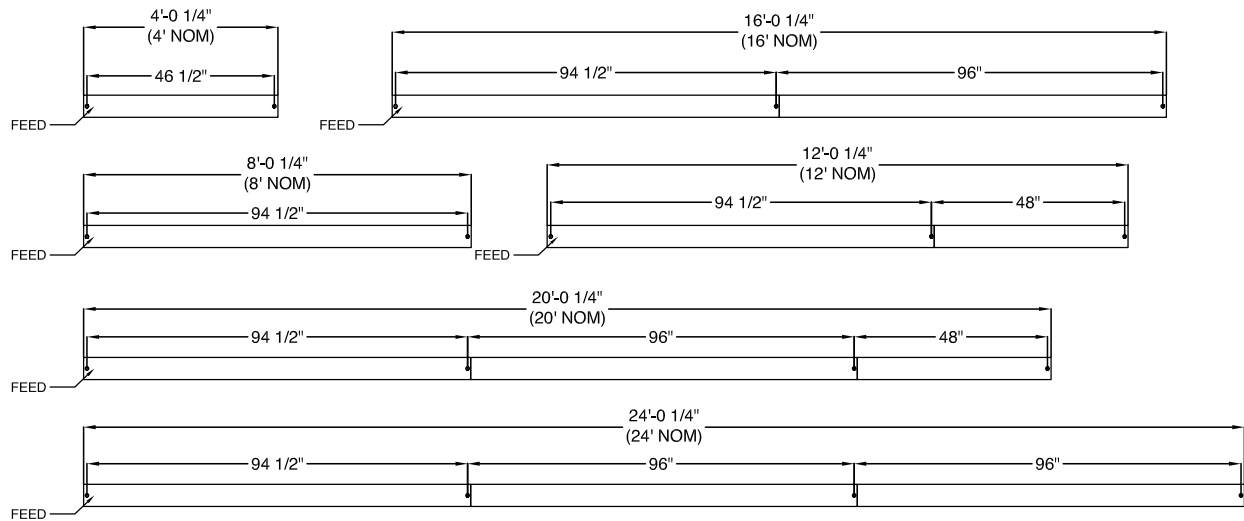 4'-0 1/4"
(4' NOM)
46 1/2"
FEED
16'-0 1/4"
(16' NOM)
94 1/2"
96"
FEED
8'-0 1/4"
(8' NOM)
94 1/2"
FEED
12'-0 1/4"
(12' NOM)
94 1/2"
48"
FEED
20'-0 1/4"
(20' NOM)
94 1/2"
96"
48"
FEED
24'-0 1/4"
(24' NOM)
94 1/2"
96"
96"
FEED